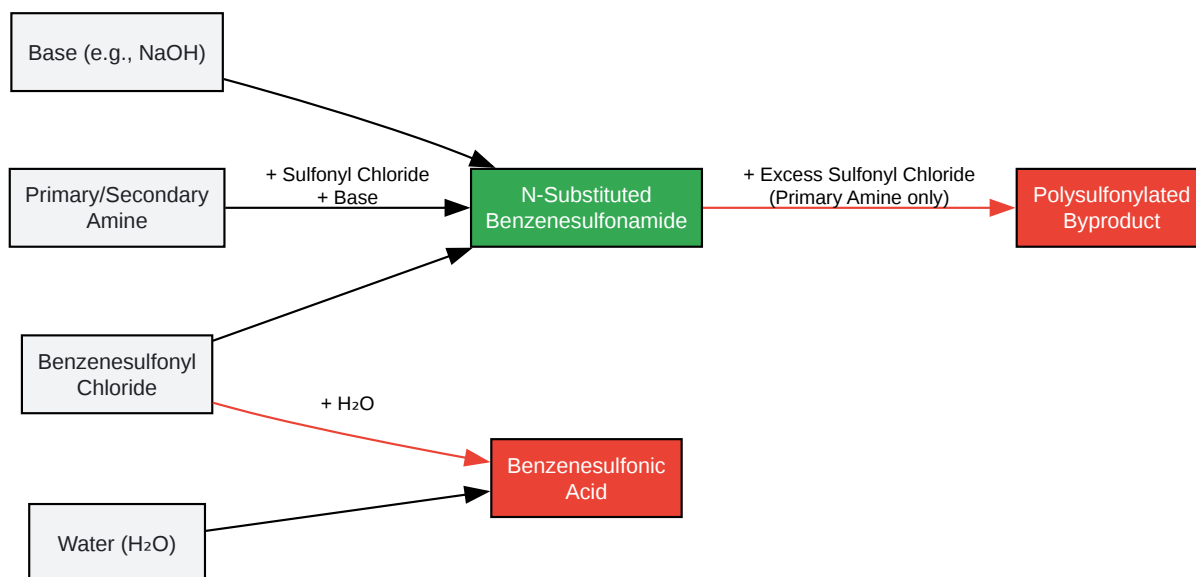 Base (e.g., NaOH)
Primary/Secondary
Amine
+ Sulfonyl Chloride
+ Base
N-Substituted
Benzenesulfonamide
+ Excess Sulfonyl Chloride
(Primary Amine only)
Polysulfonylated
Byproduct
Benzenesulfonyl
Chloride
+ H₂O
Benzenesulfonic
Acid
Water (H₂O)